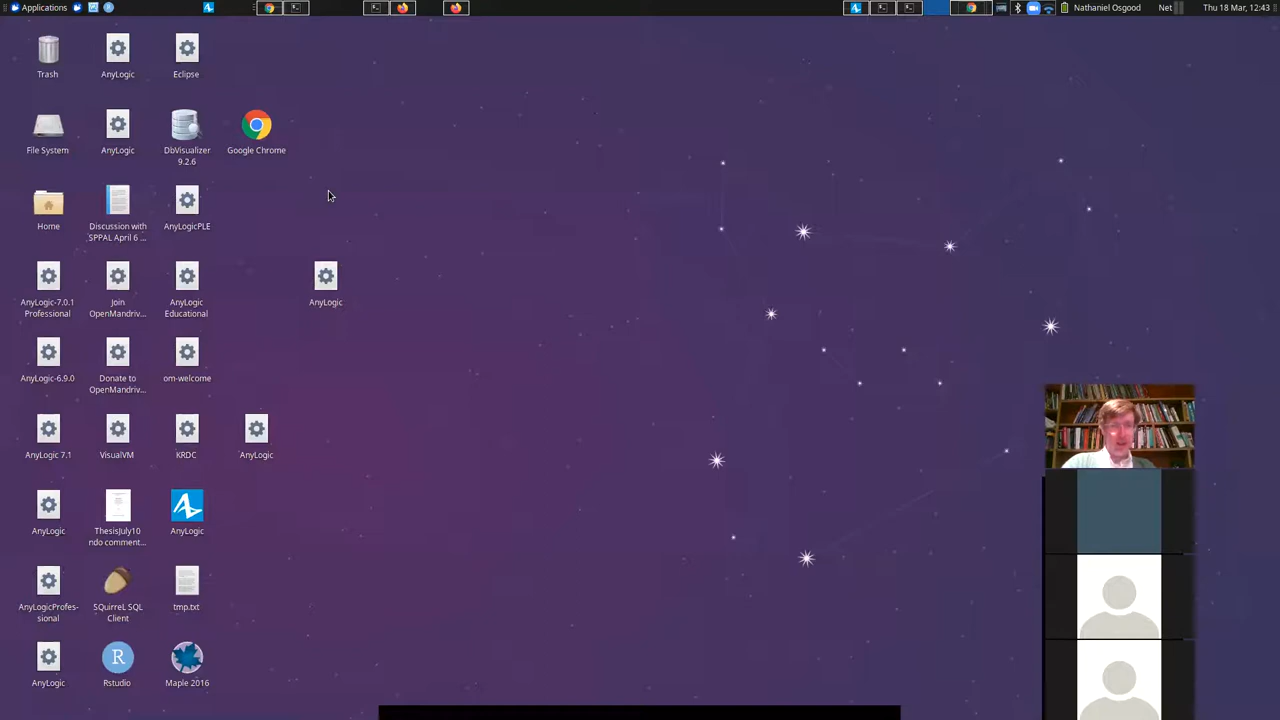 Applications
Nathaniel Osgood
Net
Thu 18 Mar, 12:43
Trash
AnyLogic
Eclipse
File System
AnyLogic
DbVisualizer
9.2.6
Google Chrome
Home
Discussion with
SPPAL April 6 ...
AnyLogicPLE
AnyLogic-7.0.1
Professional
Join
OpenMandriv...
AnyLogic
Educational
AnyLogic
AnyLogic-6.9.0
Donate to
OpenMandriv...
om-welcome
AnyLogic 7.1
VisualVM
KRDC
AnyLogic
AnyLogic
ThesisJuly10
ndo comment...
AnyLogic
AnyLogicProfes-
sional
SQuirreL SQL
Client
tmp.txt
AnyLogic
R
Rstudio
Maple 2016